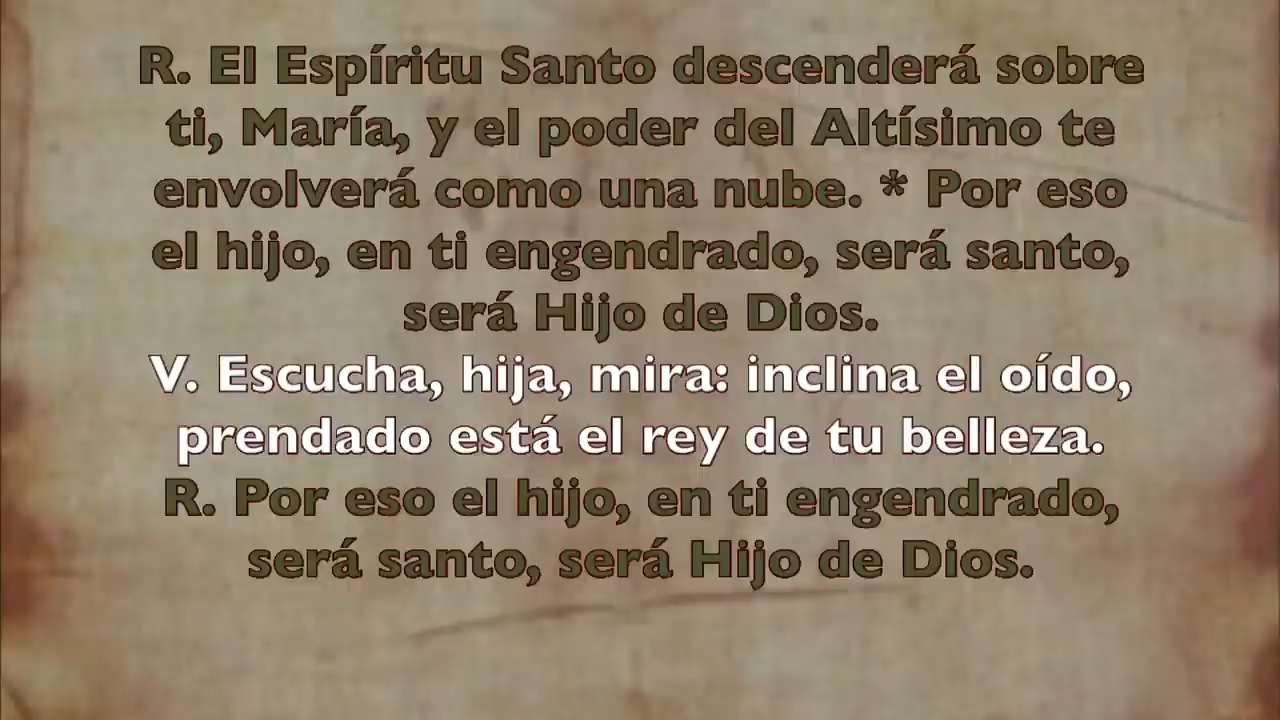 R. El Espíritu Santo descenderá sobre
ti, María, y el poder del Altísimo te
envolverá como una nube. * Por eso
el hijo, en ti engendrado, será santo,
será Hijo de Dios.
V. Escucha, hija, mira: inclina el oído,
prendado está el rey de tu belleza.
R. Por eso el hijo, en ti engendrado,
será santo, será Hijo de Dios.